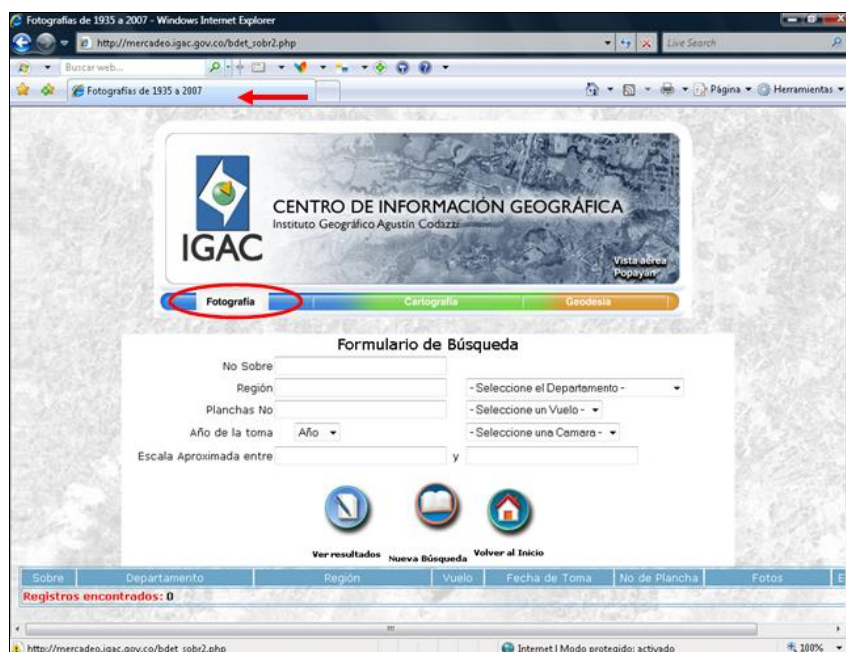 Fotografias de 1935 a 2007 - Windows Internet Explorer
http://mercadeo.igac.gov.co/bdet_sobr2.php
Live Search
Buscar web...
Fotografías de 1935 a 2007
Página
Herramientas
IGAC
CENTRO DE INFORMACIÓN GEOGRÁFICA
Instituto Geográfico Agustín Codazzi
Vista aérea
Popayán
Fotografía
Cartografía
Geodesia
Formulario de Búsqueda
No Sobre
Región
- Seleccione el Departamento -
Planchas No
- Seleccione un Vuelo -
Año de la toma
Año
- Seleccione una Camara -
Escala Aproximada entre
y
Ver resultados
Nueva Búsqueda
Volver al Inicio
Sobre Departamento Región Vuelo Fecha de Toma No de Plancha Fotos E
Registros encontrados: 0
http://mercadeo.igac.gov.co/bdet_sobr2.php
Internet | Modo protegido: activado
100%